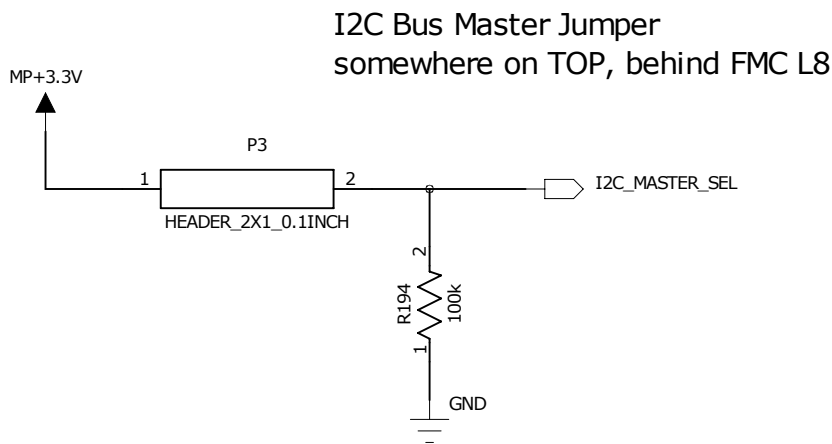 I2C Bus Master Jumper
somewhere on TOP, behind FMC L8
MP+3.3V
P3
1
2
I2C_MASTER_SEL
HEADER_2X1_0.1INCH
2
R194
100k
1
GND